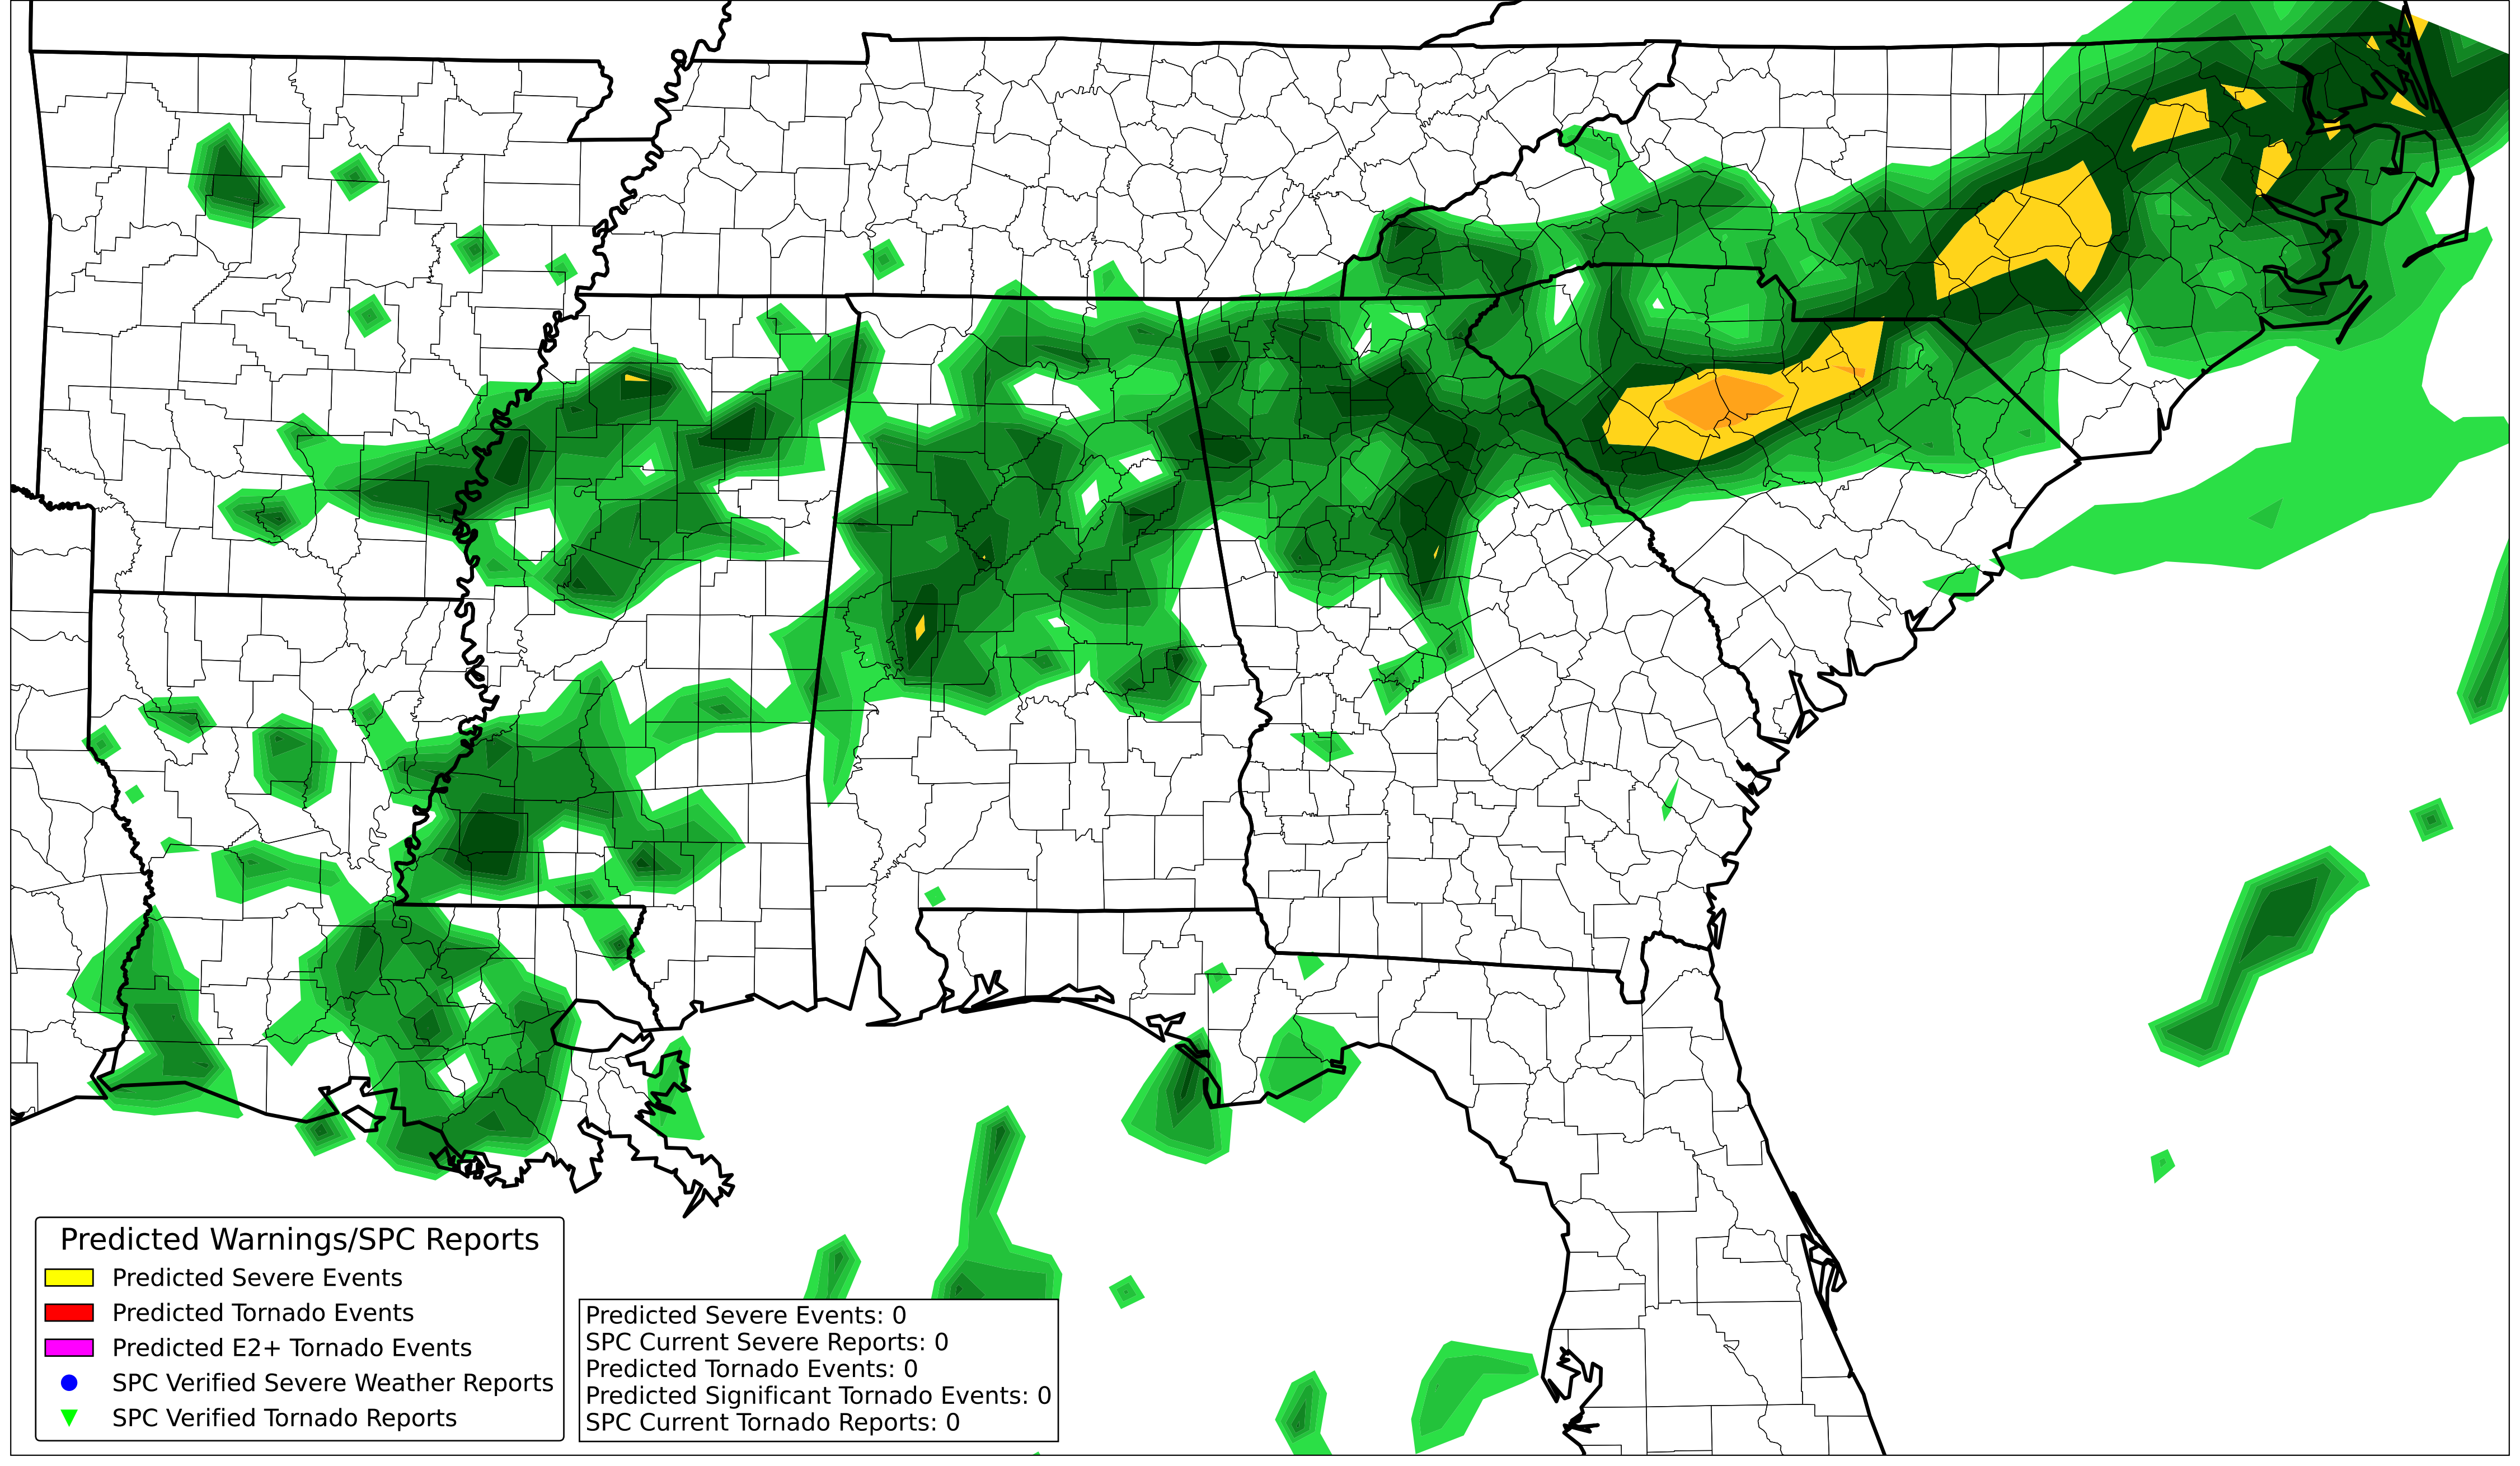 Predicted Warnings/SPC Reports
Predicted Severe Events
Predicted Tornado Events
Predicted E2+ Tornado Events
SPC Verified Severe Weather Reports
SPC Verified Tornado Reports
Predicted Severe Events: 0
SPC Current Severe Reports: 0
Predicted Tornado Events: 0
Predicted Significant Tornado Events: 0
SPC Current Tornado Reports: 0